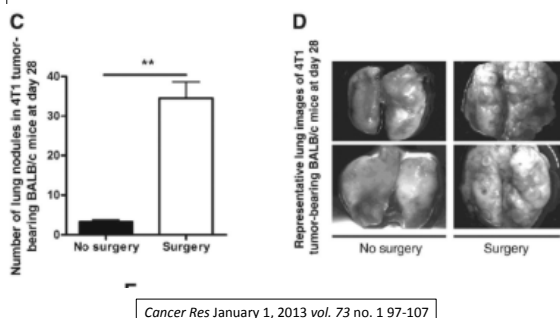 C
Number of lung nodules in 4T1 tumor-
bearing BALB/c mice at day 28
40
30
20
10
0
**
No surgery
Surgery
D
Representative lung images of 4T1
tumor-bearing BALB/c mice at day 28
No surgery
Surgery
Cancer Res January 1, 2013 vol. 73 no. 1 97-107